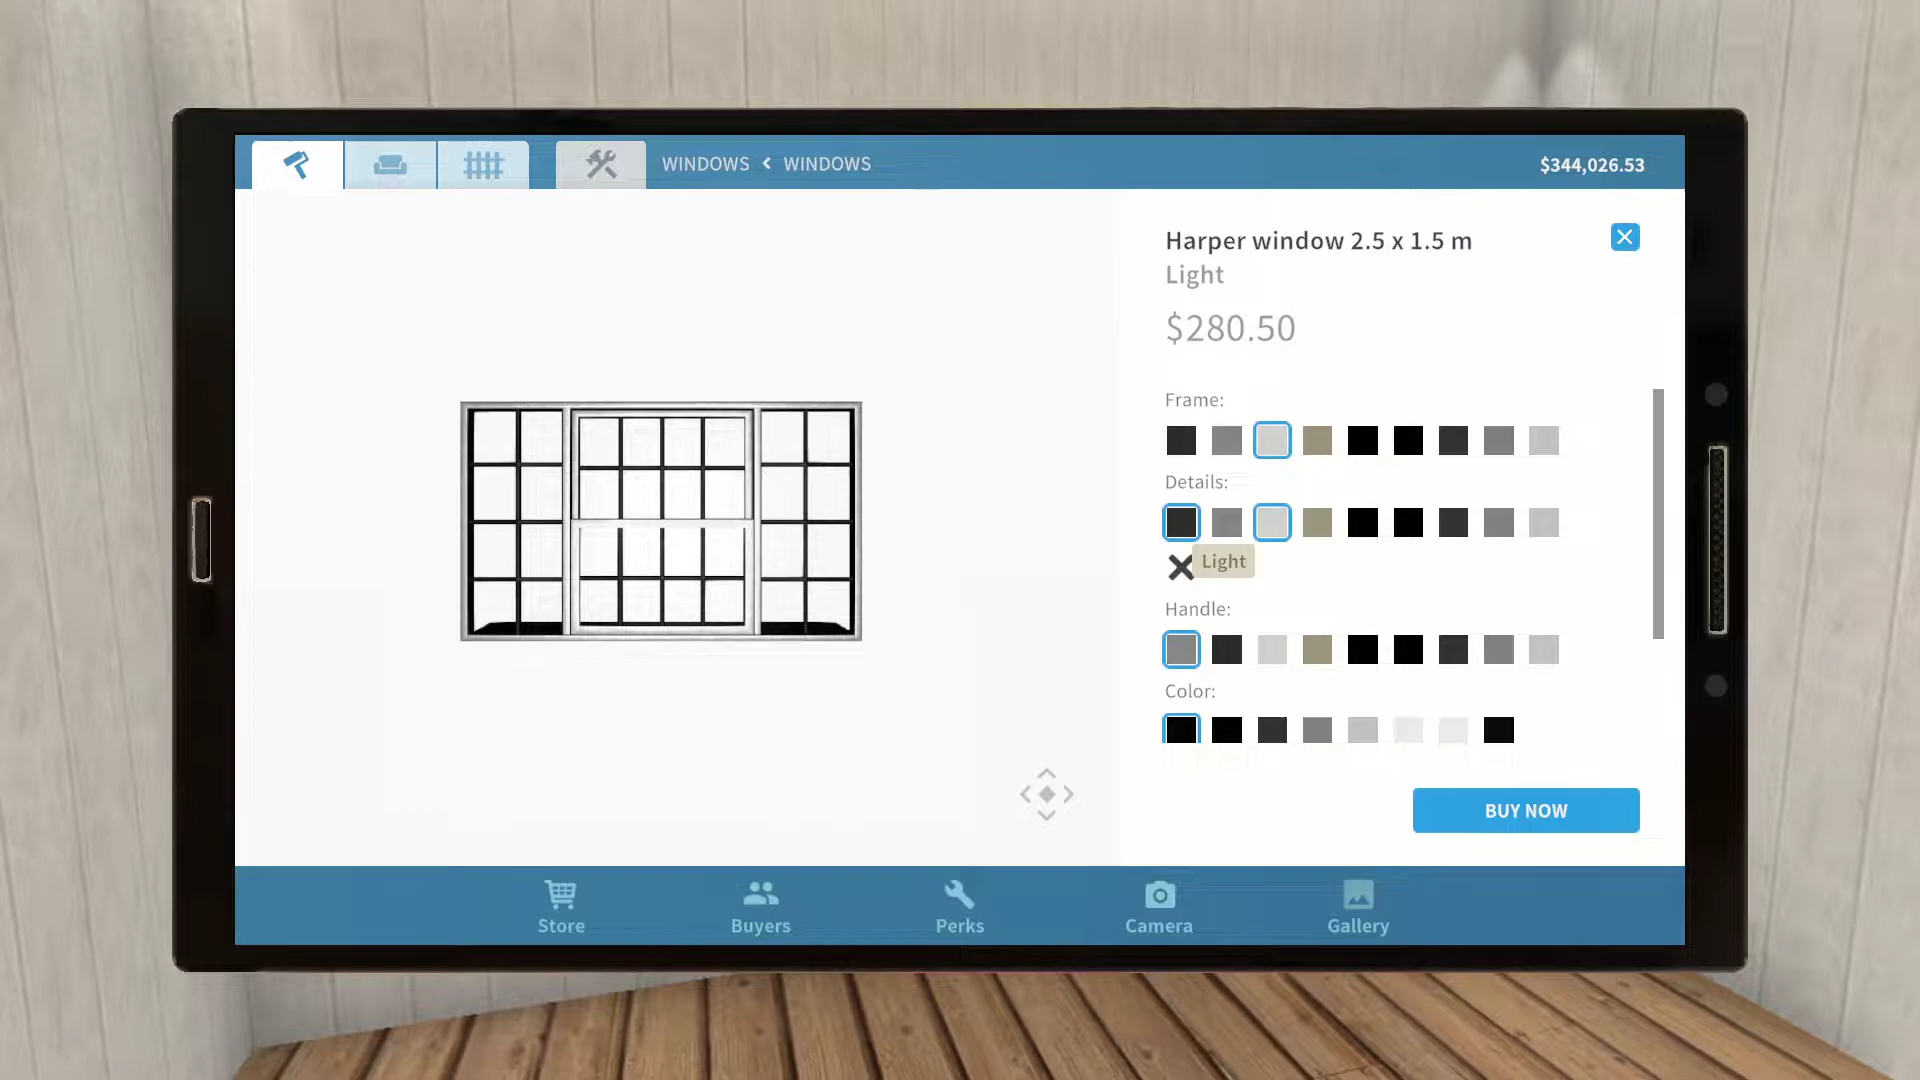 WINDOWS < WINDOWS
$344,026.53
Harper window 2.5 x 1.5 m
Light
$280.50
Frame:
Details:
Light
Handle:
Color:
BUY NOW
Store
Buyers
Perks
Camera
Gallery